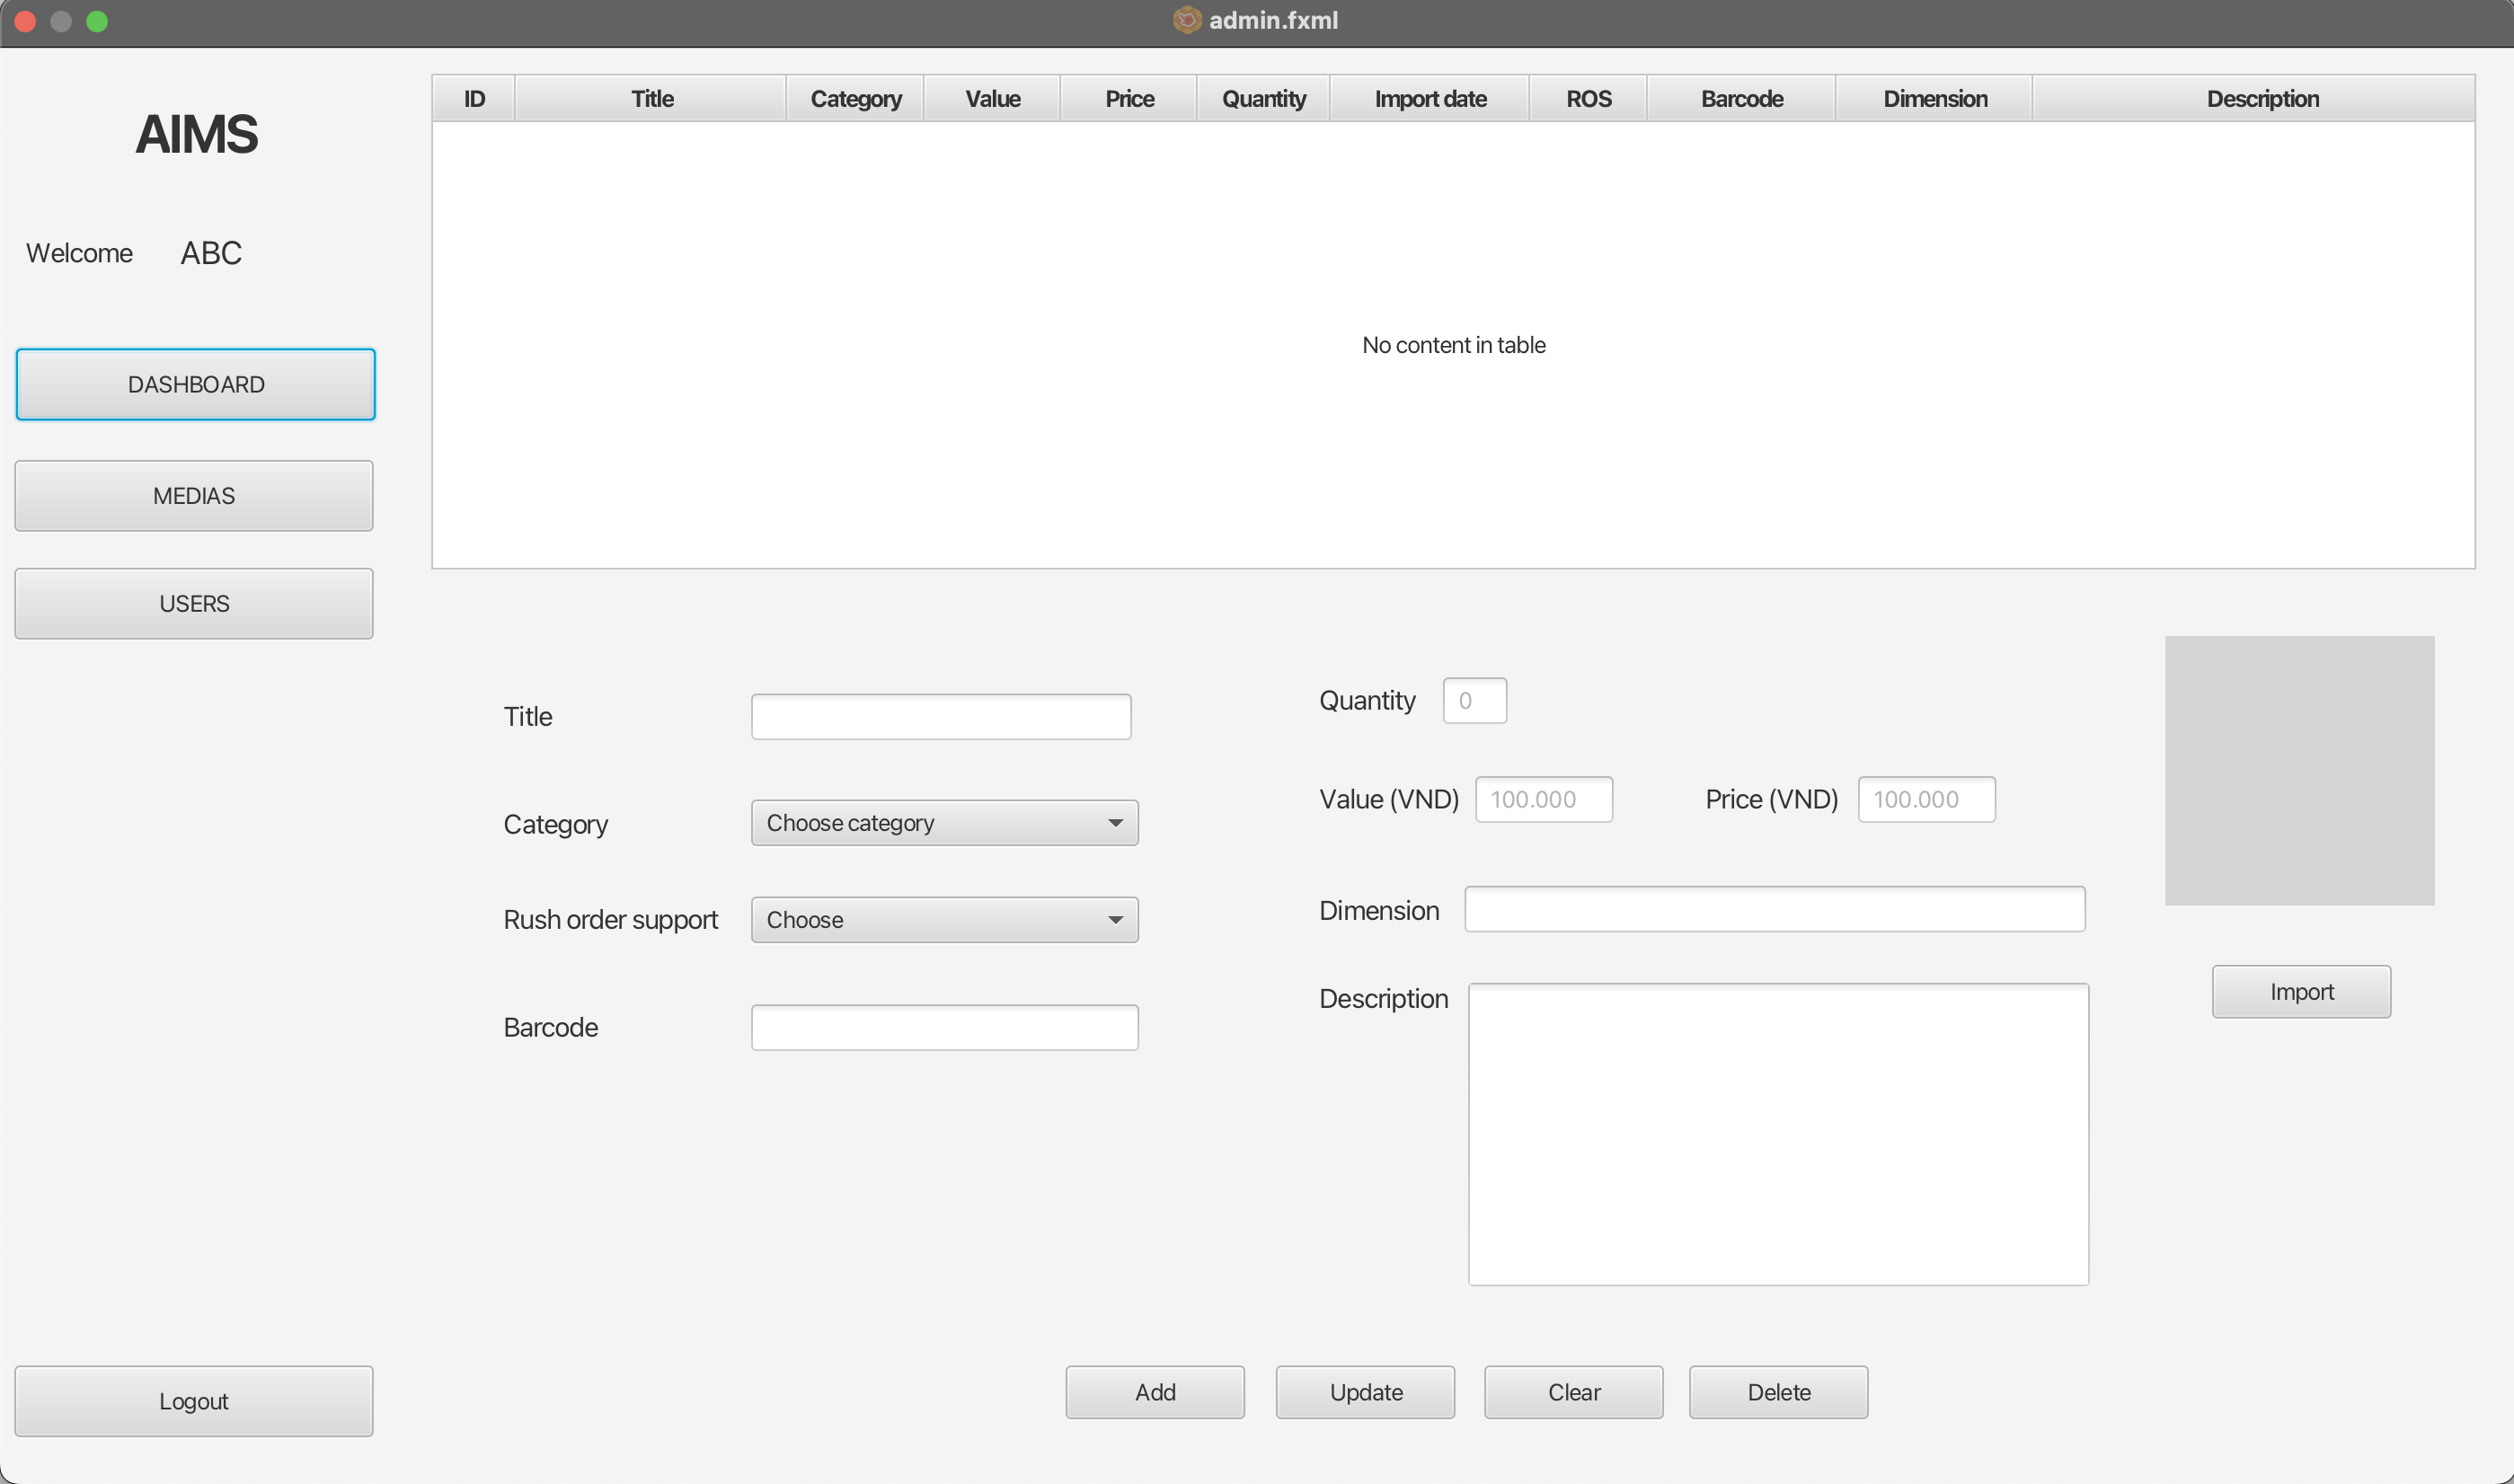 admin.fxml
AIMS
Welcome ABC
DASHBOARD
MEDIAS
USERS
Logout
ID Title Category Value Price Quantity Import date ROS Barcode Dimension Description
No content in table
Title
Category Choose category
Rush order support Choose
Barcode
Quantity 0
Value (VND) 100.000 Price (VND) 100.000
Dimension
Description
Import
Add Update Clear Delete